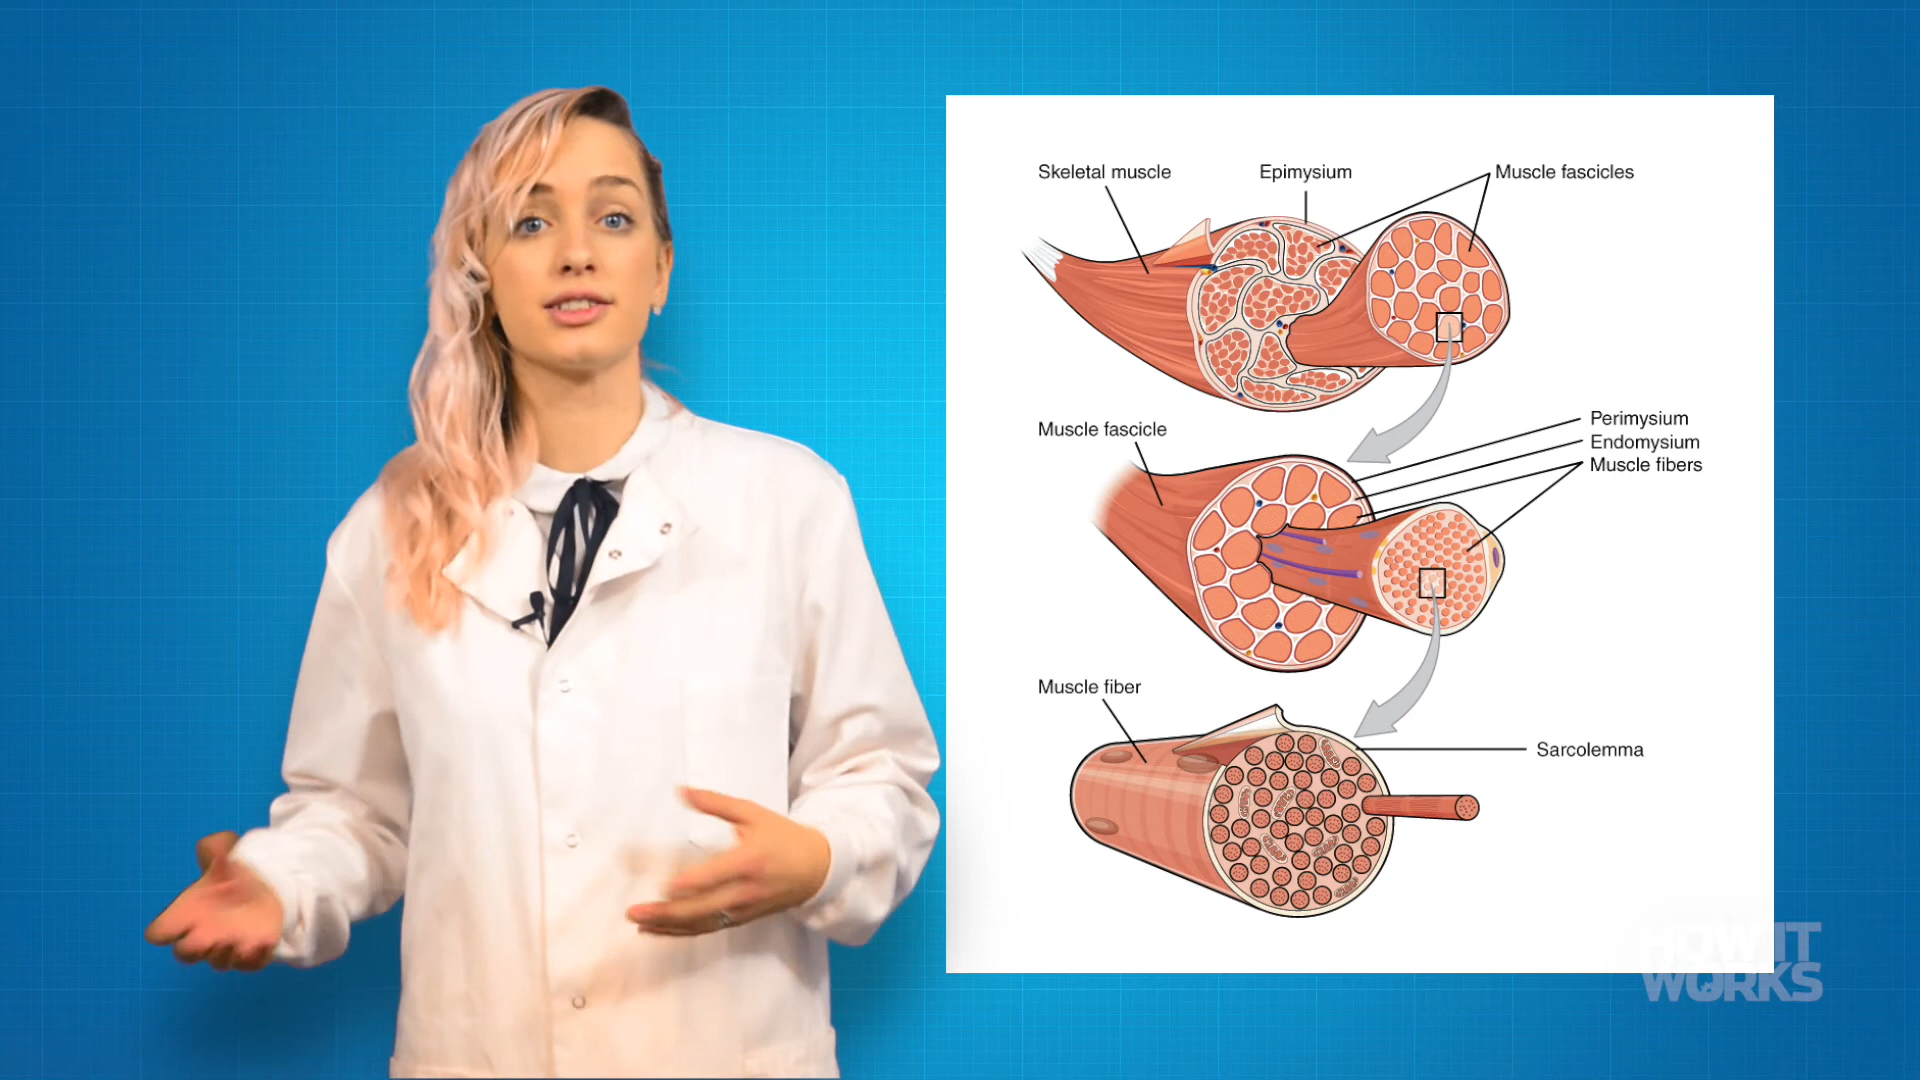 Skeletal muscle
Epimysium
Muscle fascicles
Muscle fascicle
Perimysium
Endomysium
Muscle fibers
Muscle fiber
Sarcolemma
HOW IT
WORKS